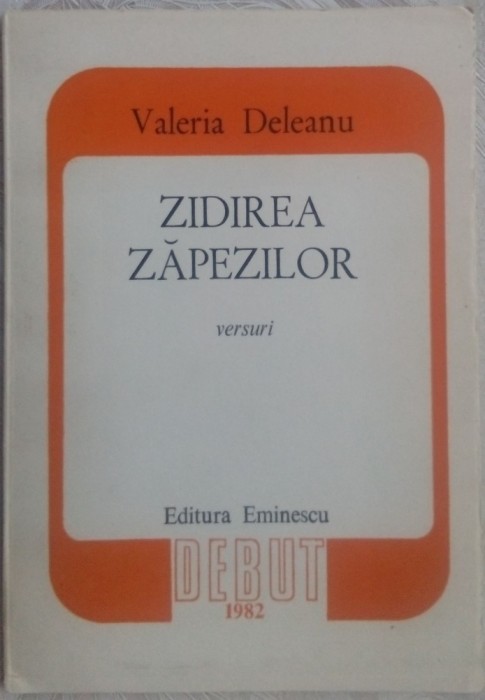 Valeria Deleanu
ZIDIREA
ZĂPEZILOR
versuri
Editura Eminescu
DEBUT
1982